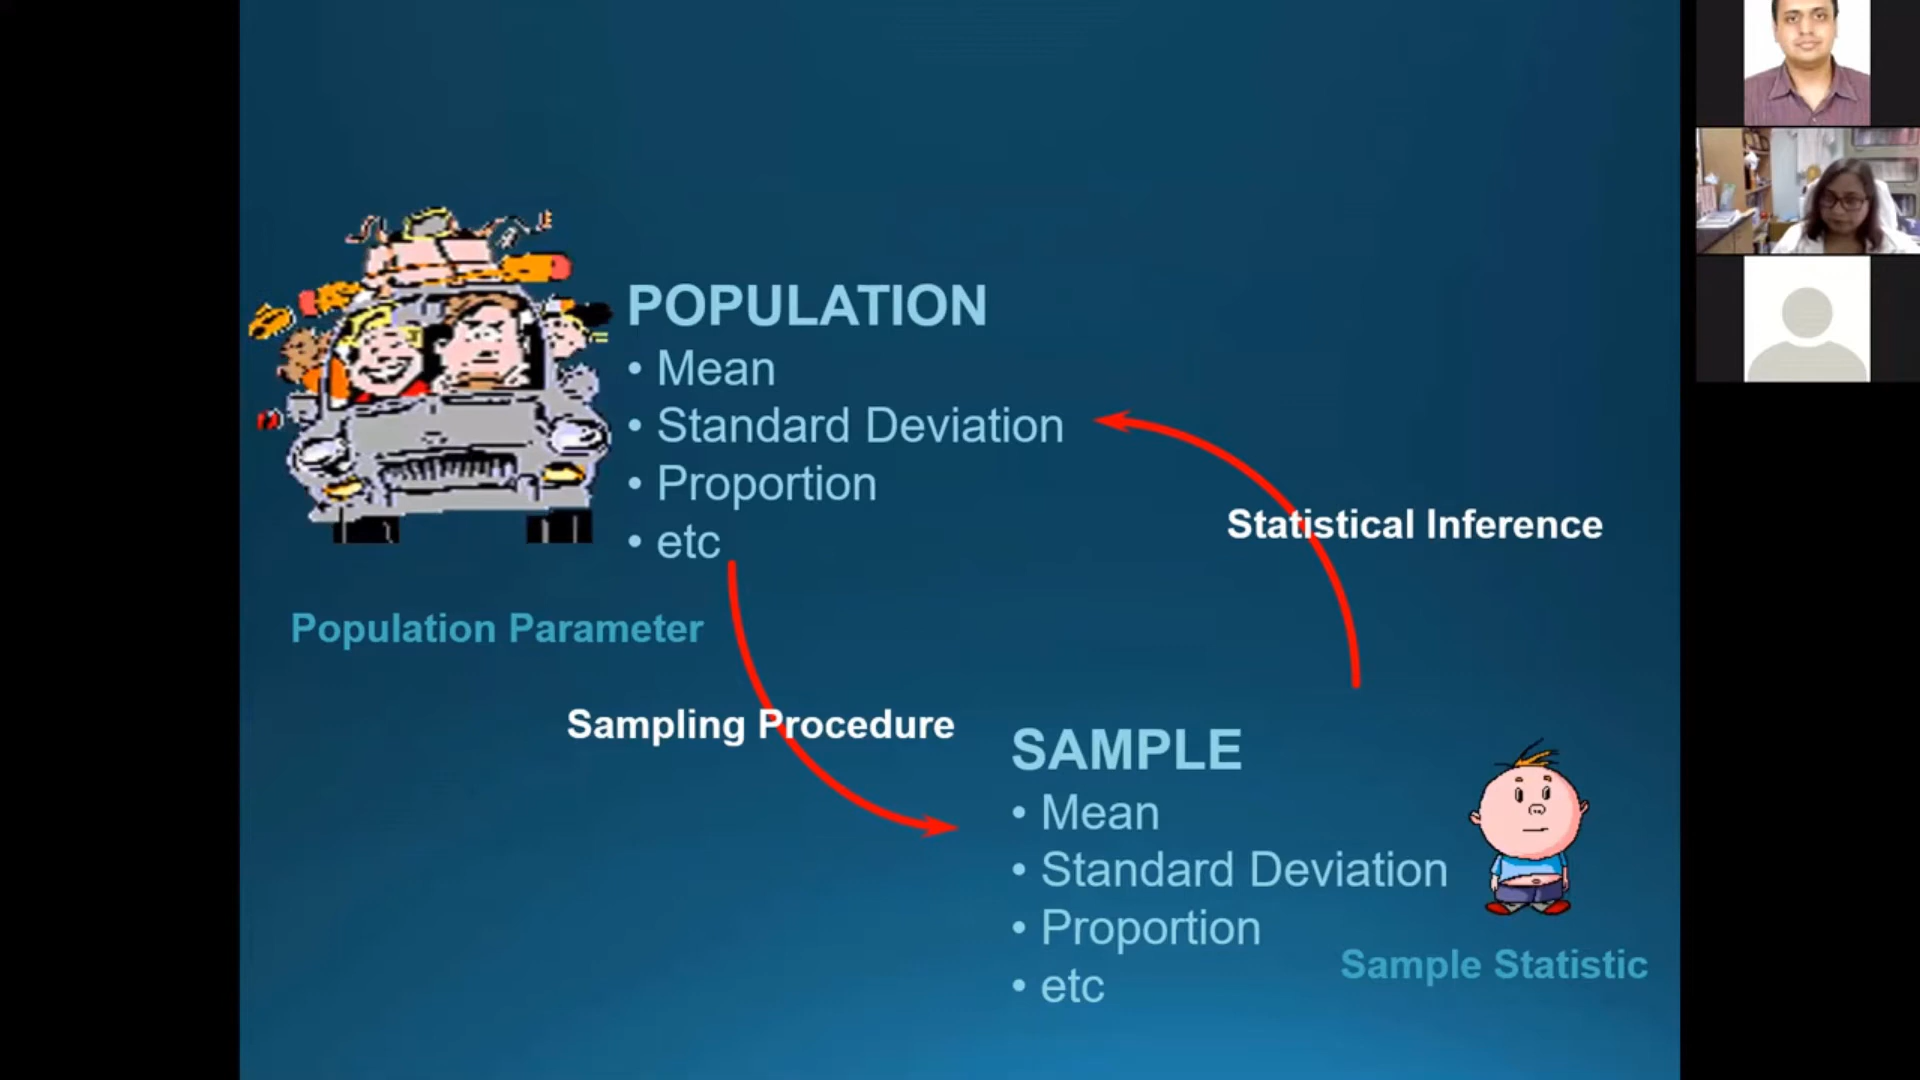 POPULATION
• Mean
• Standard Deviation
• Proportion
• etc
Statistical Inference
Population Parameter
Sampling Procedure
SAMPLE
• Mean
• Standard Deviation
• Proportion
• etc
Sample Statistic